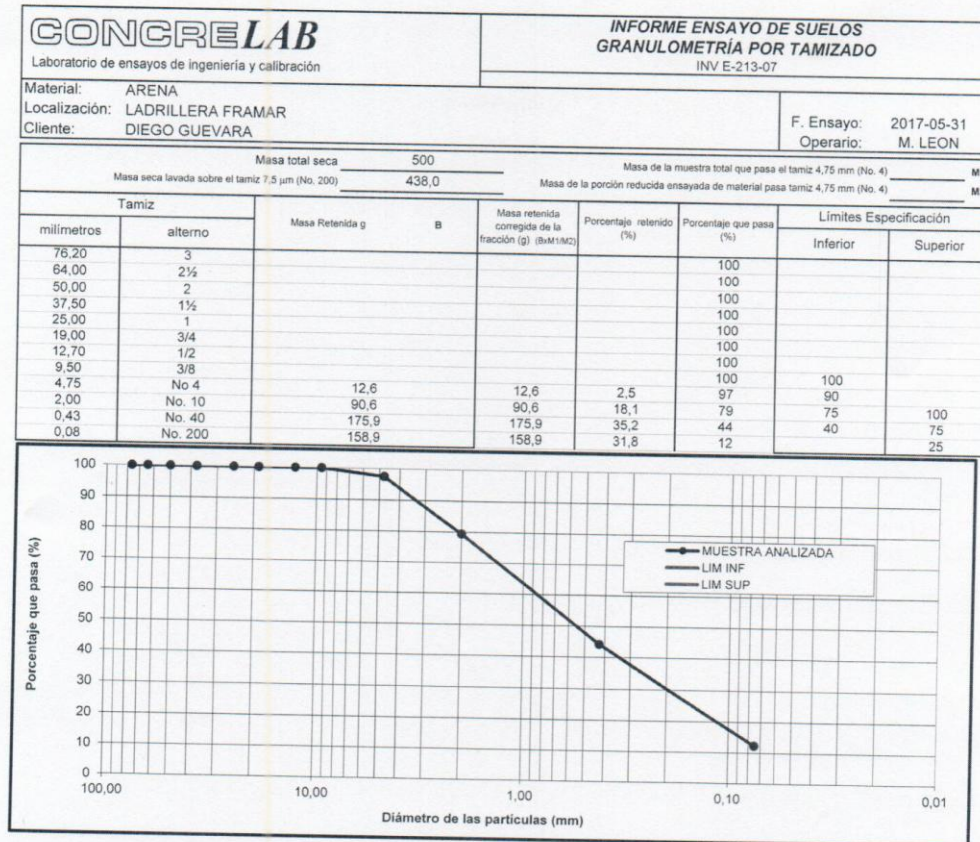 CONCRELAB
Laboratorio de ensayos de ingeniería y calibración
INFORME ENSAYO DE SUELOS
GRANULOMETRÍA POR TAMIZADO
INV E-213-07
Material: ARENA
Localización: LADRILLERA FRAMAR
Cliente: DIEGO GUEVARA
F. Ensayo: 2017-05-31
Operario: M. LEON
Masa total seca 500
Masa seca lavada sobre el tamiz 7,5 µm (No. 200) 438,0
Masa de la muestra total que pasa el tamiz 4,75 mm (No. 4) M
Masa de la porción reducida ensayada de material pasa tamiz 4,75 mm (No. 4) M
Tamiz
milímetros alterno
Masa Retenida g B
Masa retenida
corregida de la
fracción (g) (BxM1/M2)
Porcentaje retenido
(%)
Porcentaje que pasa
(%)
Límites Especificación
Inferior Superior
76,20 3 100
64,00 2½ 100
50,00 2 100
37,50 1½ 100
25,00 1 100
19,00 3/4 100
12,70 1/2 100
9,50 3/8 100 100
4,75 No 4 12,6 12,6 2,5 97 90
2,00 No. 10 90,6 90,6 18,1 79 75 100
0,43 No. 40 175,9 175,9 35,2 44 40 75
0,08 No. 200 158,9 158,9 31,8 12 25
100
90
80
70
60
50
40
30
20
10
0
Porcentaje que pasa (%)
MUESTRA ANALIZADA
LIM INF
LIM SUP
100,00 10,00 1,00 0,10 0,01
Diámetro de las partículas (mm)